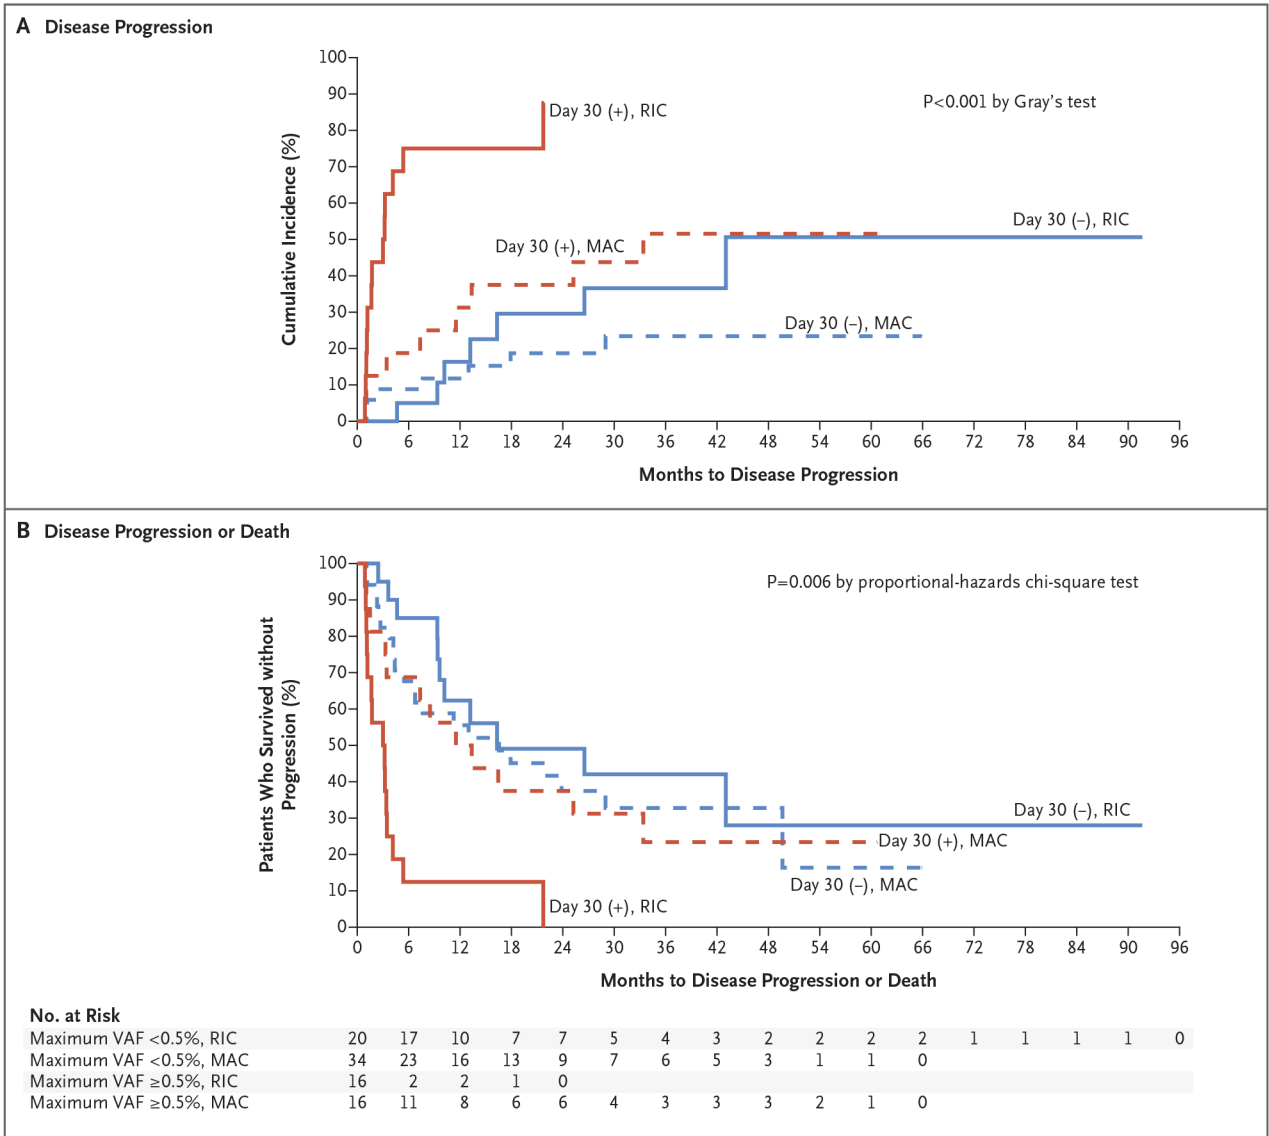 A Disease Progression
100
90
80
70
60
50
40
30
20
10
0
Cumulative Incidence (%)
P<0.001 by Gray's test
Day 30 (+), RIC
Day 30 (–), RIC
Day 30 (+), MAC
Day 30 (–), MAC
0 6 12 18 24 30 36 42 48 54 60 66 72 78 84 90 96
Months to Disease Progression
B Disease Progression or Death
100
90
80
70
60
50
40
30
20
10
0
Patients Who Survived without
Progression (%)
P=0.006 by proportional-hazards chi-square test
Day 30 (–), RIC
Day 30 (+), MAC
Day 30 (–), MAC
Day 30 (+), RIC
0 6 12 18 24 30 36 42 48 54 60 66 72 78 84 90 96
Months to Disease Progression or Death
No. at Risk
Maximum VAF <0.5%, RIC 20 17 10 7 7 5 4 3 2 2 2 2 1 1 1 1 0
Maximum VAF <0.5%, MAC 34 23 16 13 9 7 6 5 3 1 1 0
Maximum VAF ≥0.5%, RIC 16 2 2 1 0
Maximum VAF ≥0.5%, MAC 16 11 8 6 6 4 3 3 3 2 1 0